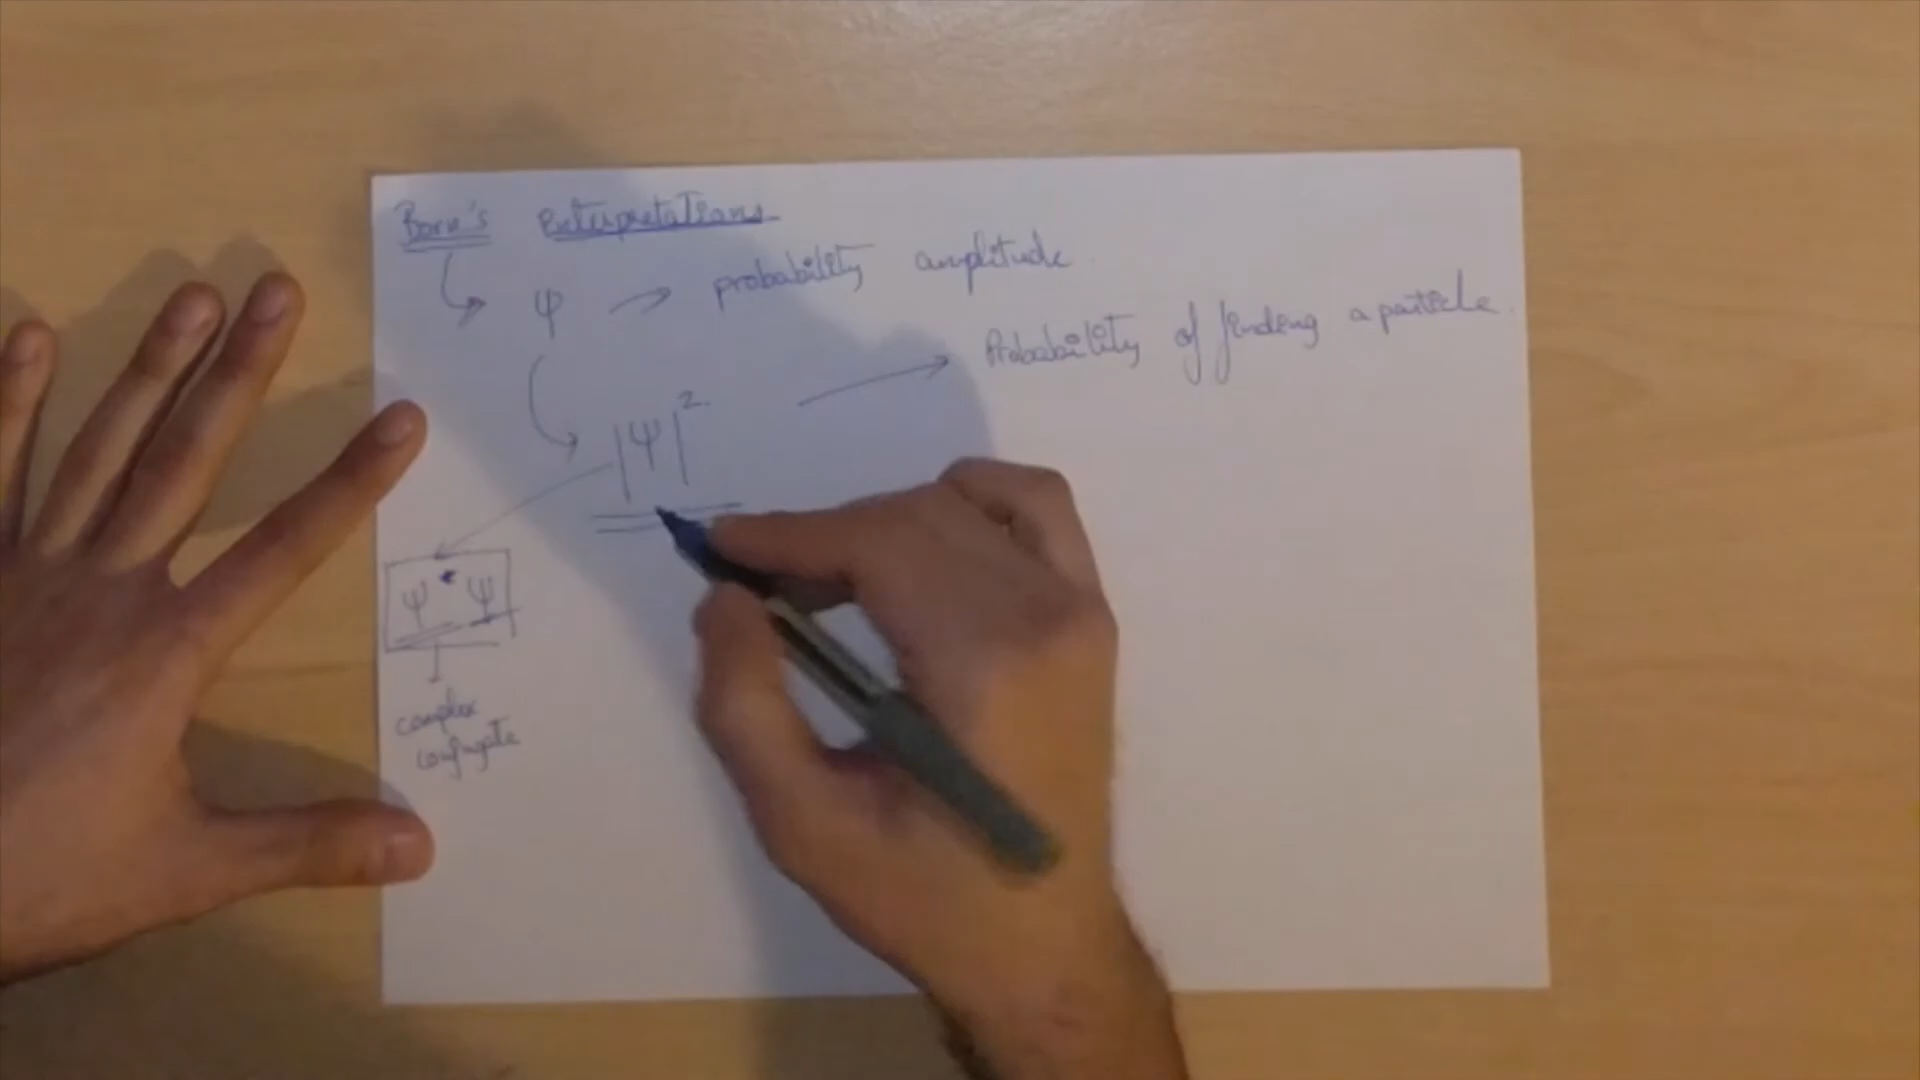 Born's interpretations
ψ → probability amplitude.
|Ψ|² → Probability of finding a particle.
Ψ* Ψ
complex
conjugate